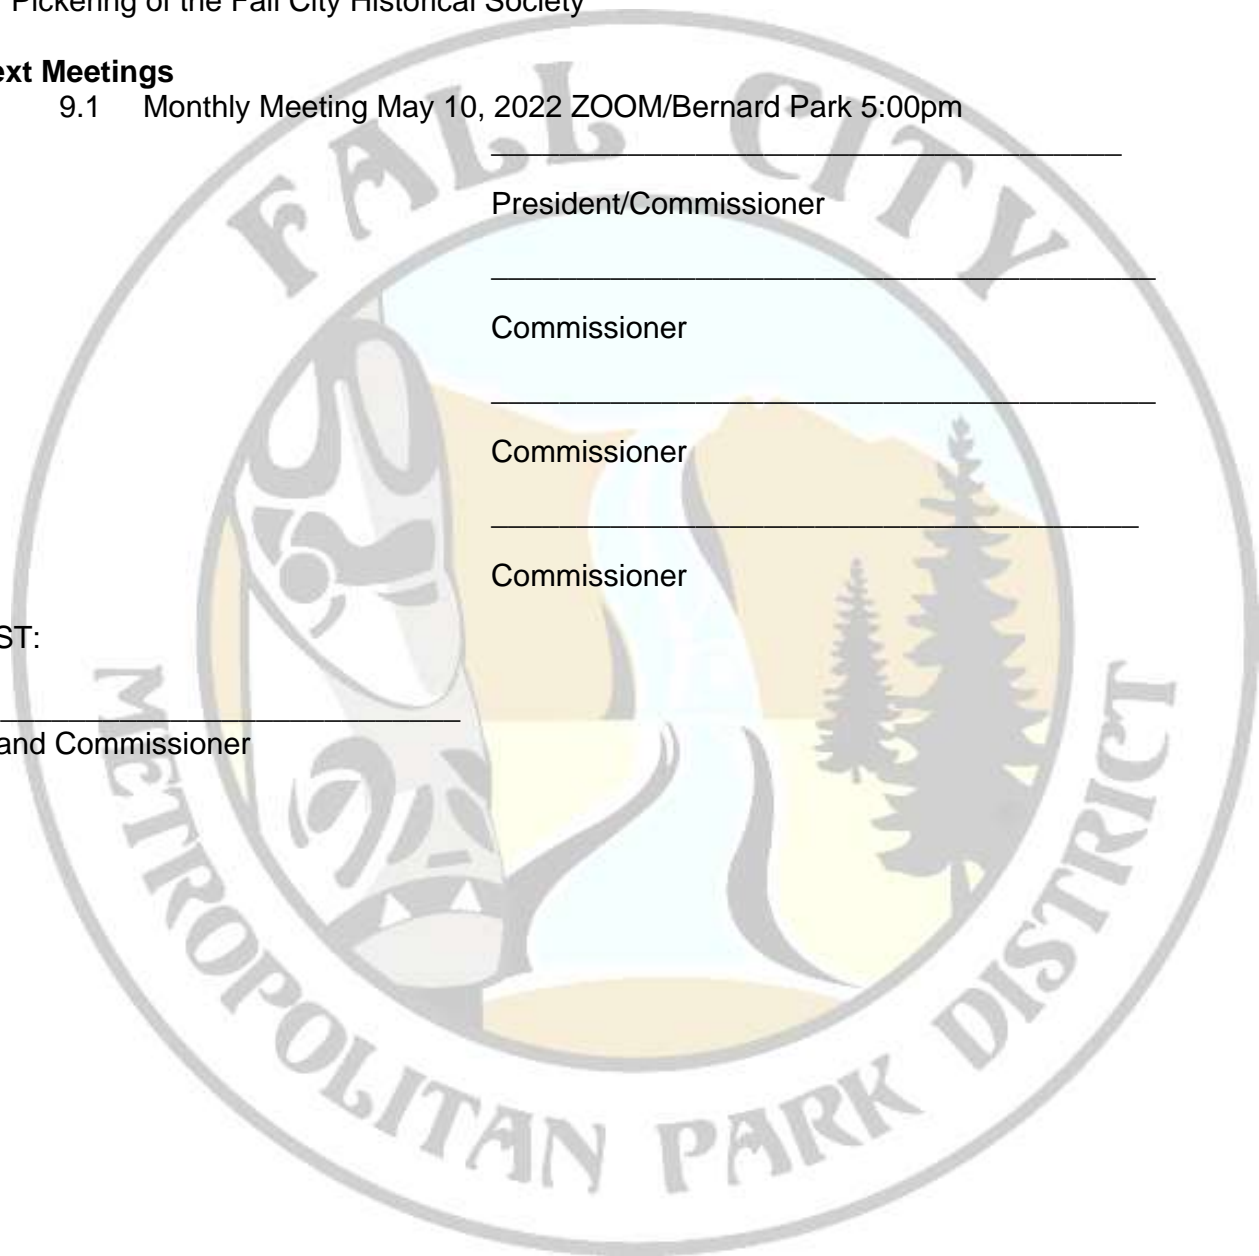 Pickering of the Fall City Historical Society
ext Meetings
9.1 Monthly Meeting May 10, 2022 ZOOM/Bernard Park 5:00pm
President/Commissioner
Commissioner
Commissioner
Commissioner
ST:
and Commissioner
FALL CITY
METROPOLITAN PARK DISTRICT